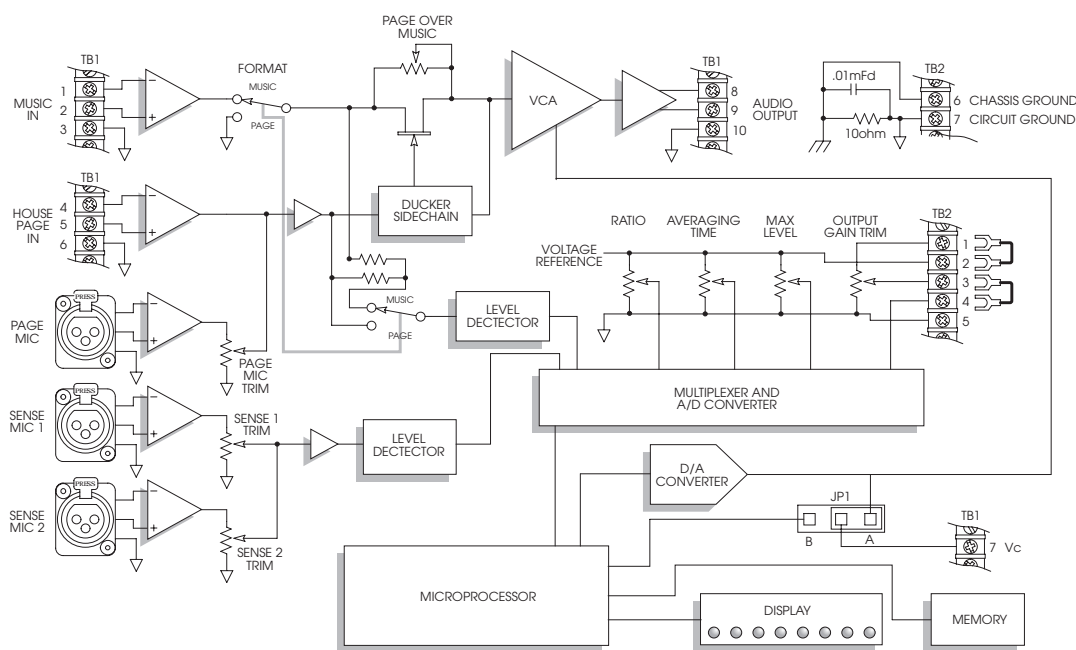 PAGE OVER
MUSIC
TB1
1
2
3
MUSIC
IN
FORMAT
MUSIC
PAGE
VCA
TB1
8
9
10
AUDIO
OUTPUT
.01mFd
10ohm
TB2
6 CHASSIS GROUND
7 CIRCUIT GROUND
TB1
4
5
6
HOUSE
PAGE
IN
DUCKER
SIDECHAIN
RATIO
AVERAGING
TIME
MAX
LEVEL
OUTPUT
GAIN TRIM
VOLTAGE
REFERENCE
TB2
1
2
3
4
5
PRESS
PAGE
MIC
PAGE
MIC
TRIM
MUSIC
PAGE
LEVEL
DECTECTOR
MULTIPLEXER AND
A/D CONVERTER
PRESS
SENSE
MIC 1
SENSE 1
TRIM
LEVEL
DECTECTOR
D/A
CONVERTER
PRESS
SENSE
MIC 2
SENSE 2
TRIM
JP1
B
A
TB1
7 Vc
MICROPROCESSOR
DISPLAY
MEMORY